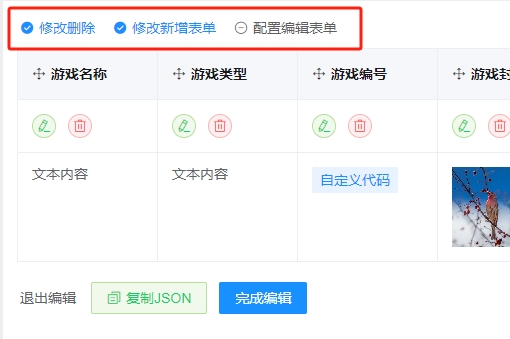 修改删除 修改新增表单 配置编辑表单
游戏名称 游戏类型 游戏编号 游戏封
文本内容 文本内容 自定义代码
退出编辑 复制JSON 完成编辑